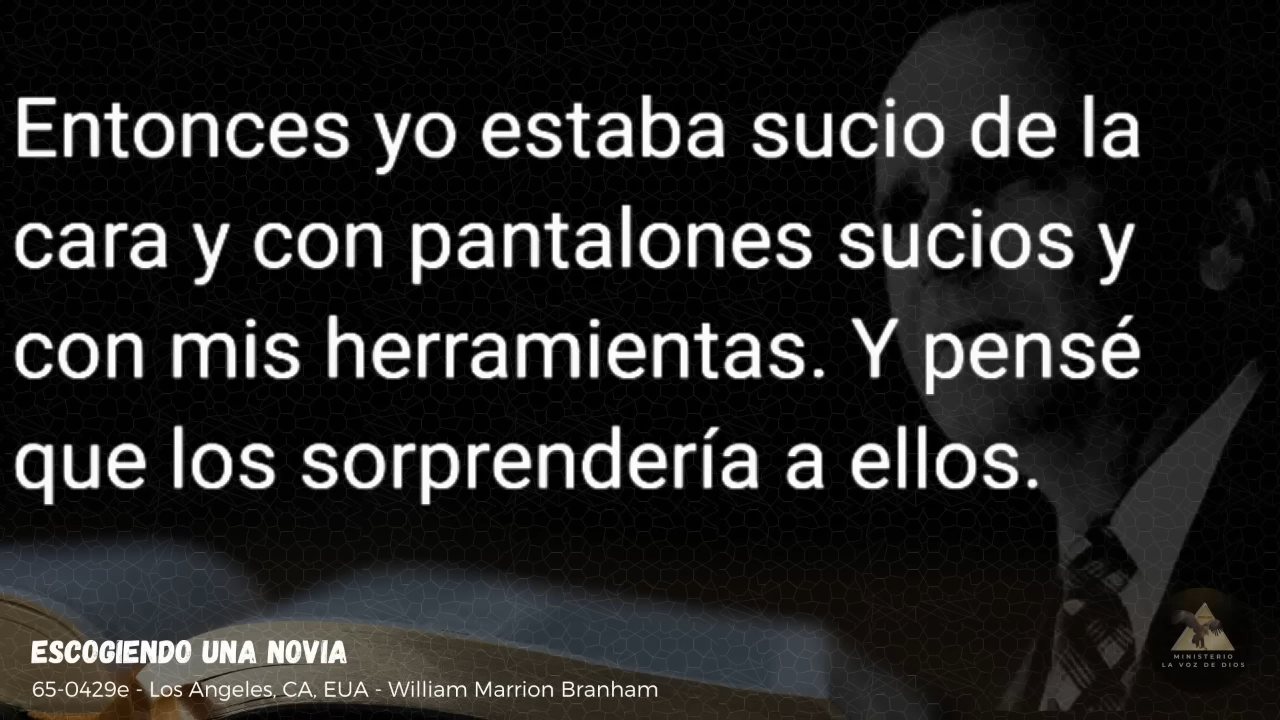 Entonces yo estaba sucio de la
cara y con pantalones sucios y
con mis herramientas. Y pensé
que los sorprendería a ellos.
ESCOGIENDO UNA NOVIA
65-0429e - Los Angeles, CA, EUA - William Marrion Branham
MINISTERIO
LA VOZ DE DIOS